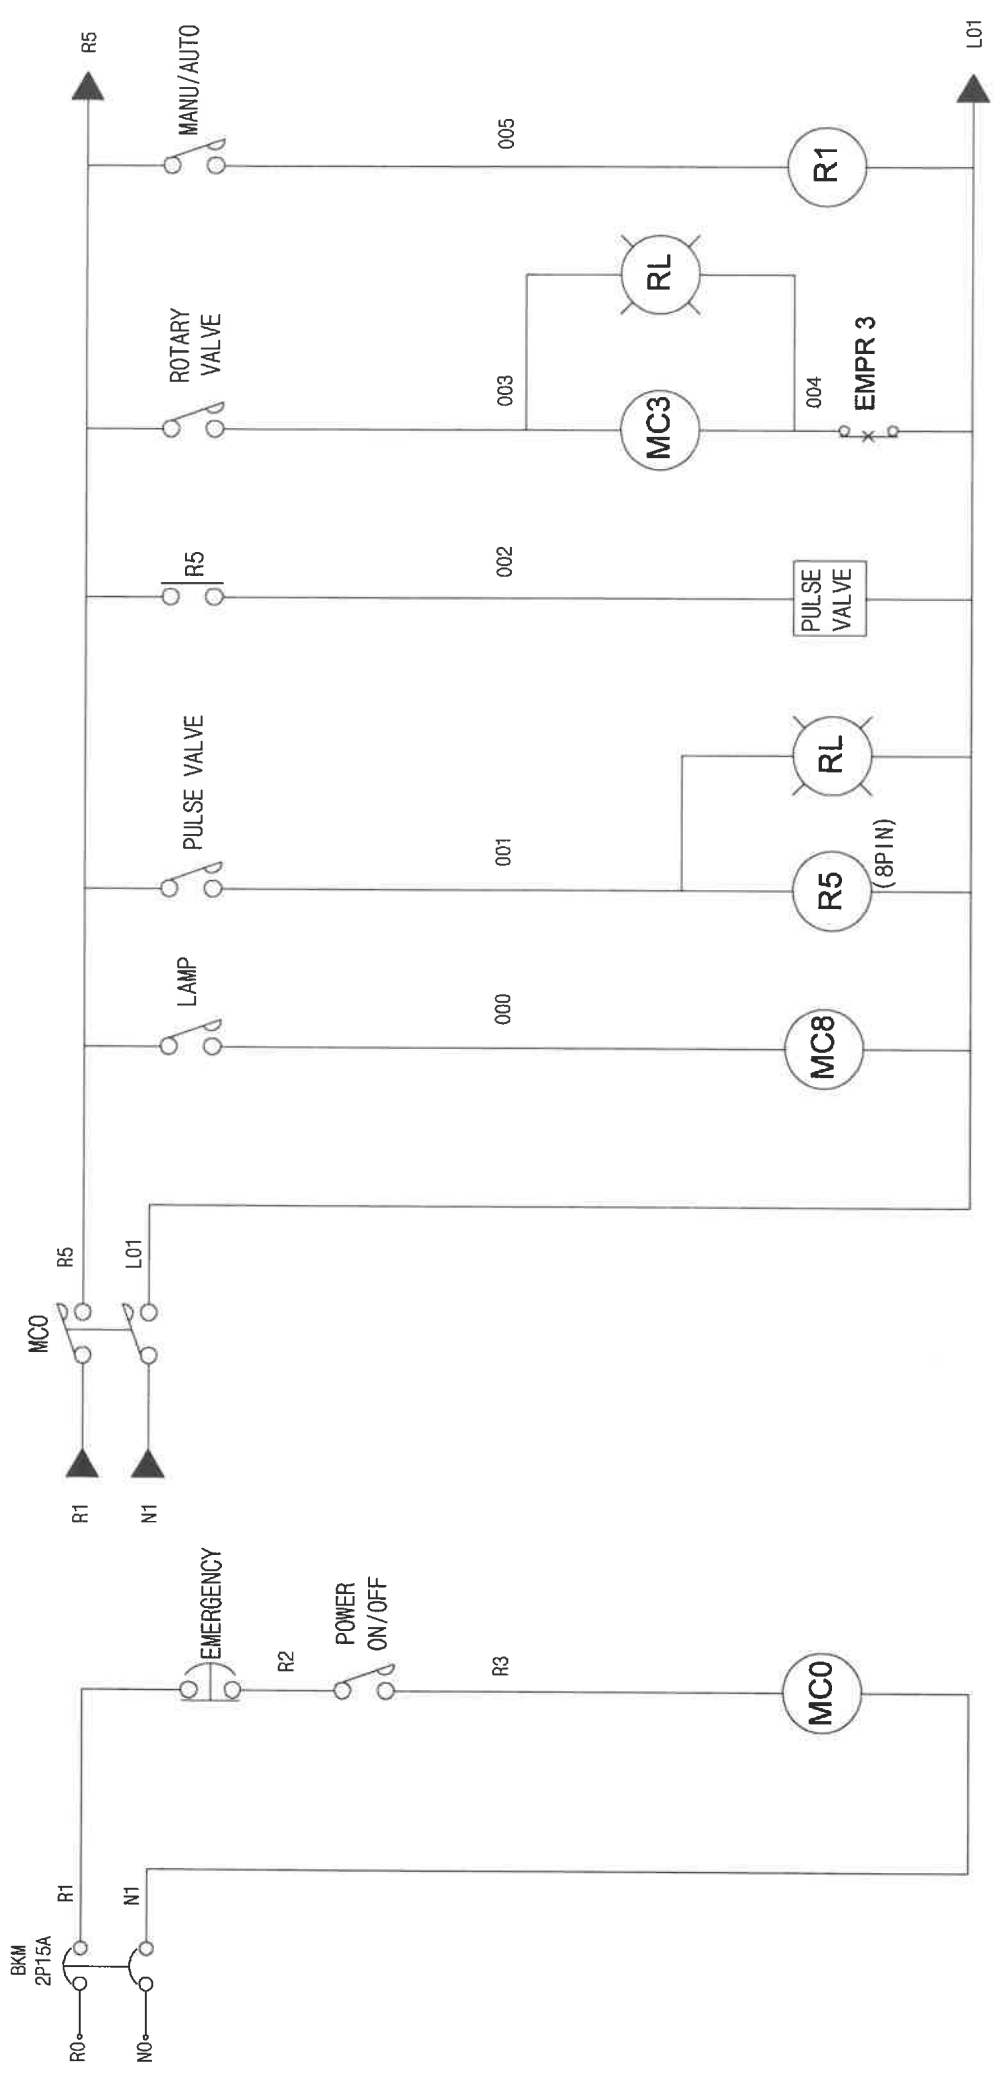 BKM
2P15A
R0
N0
R1
N1
EMERGENCY
R2
POWER
ON/OFF
R3
MC0
R1
N1
MC0
R5
L01
LAMP
000
MC8
PULSE VALVE
001
R5
(8PIN)
RL
R5
002
PULSE
VALVE
ROTARY
VALVE
003
MC3
RL
004
EMPR 3
MANU/AUTO
005
R1
R5
L01